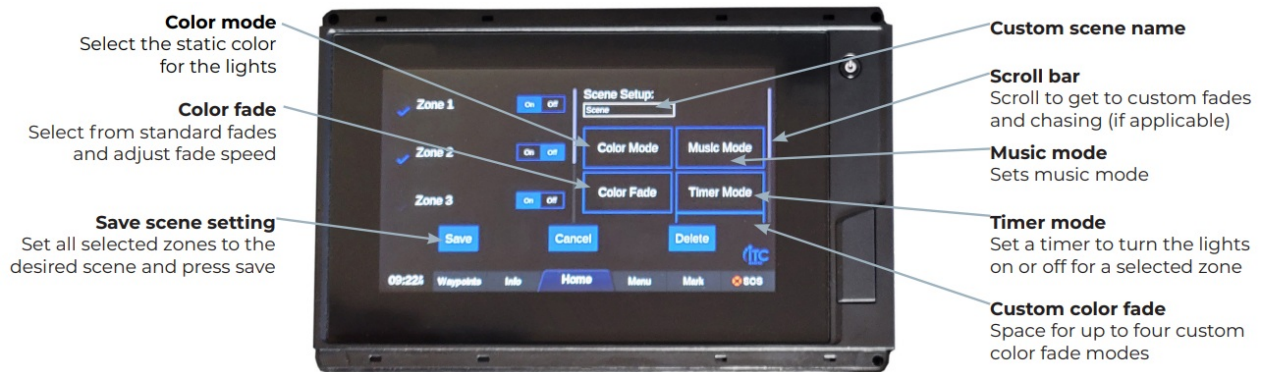 Color mode
Select the static color
for the lights
Color fade
Select from standard fades
and adjust fade speed
Save scene setting
Set all selected zones to the
desired scene and press save
Zone 1
On Off
Zone 2
On Off
Zone 3
On Off
Scene Setup:
Scene
Color Mode
Music Mode
Color Fade
Timer Mode
Save
Cancel
Delete
ITC
Waypoints
Info
Home
Menu
Mark
SOS
Custom scene name
Scroll bar
Scroll to get to custom fades
and chasing (if applicable)
Music mode
Sets music mode
Timer mode
Set a timer to turn the lights
on or off for a selected zone
Custom color fade
Space for up to four custom
color fade modes